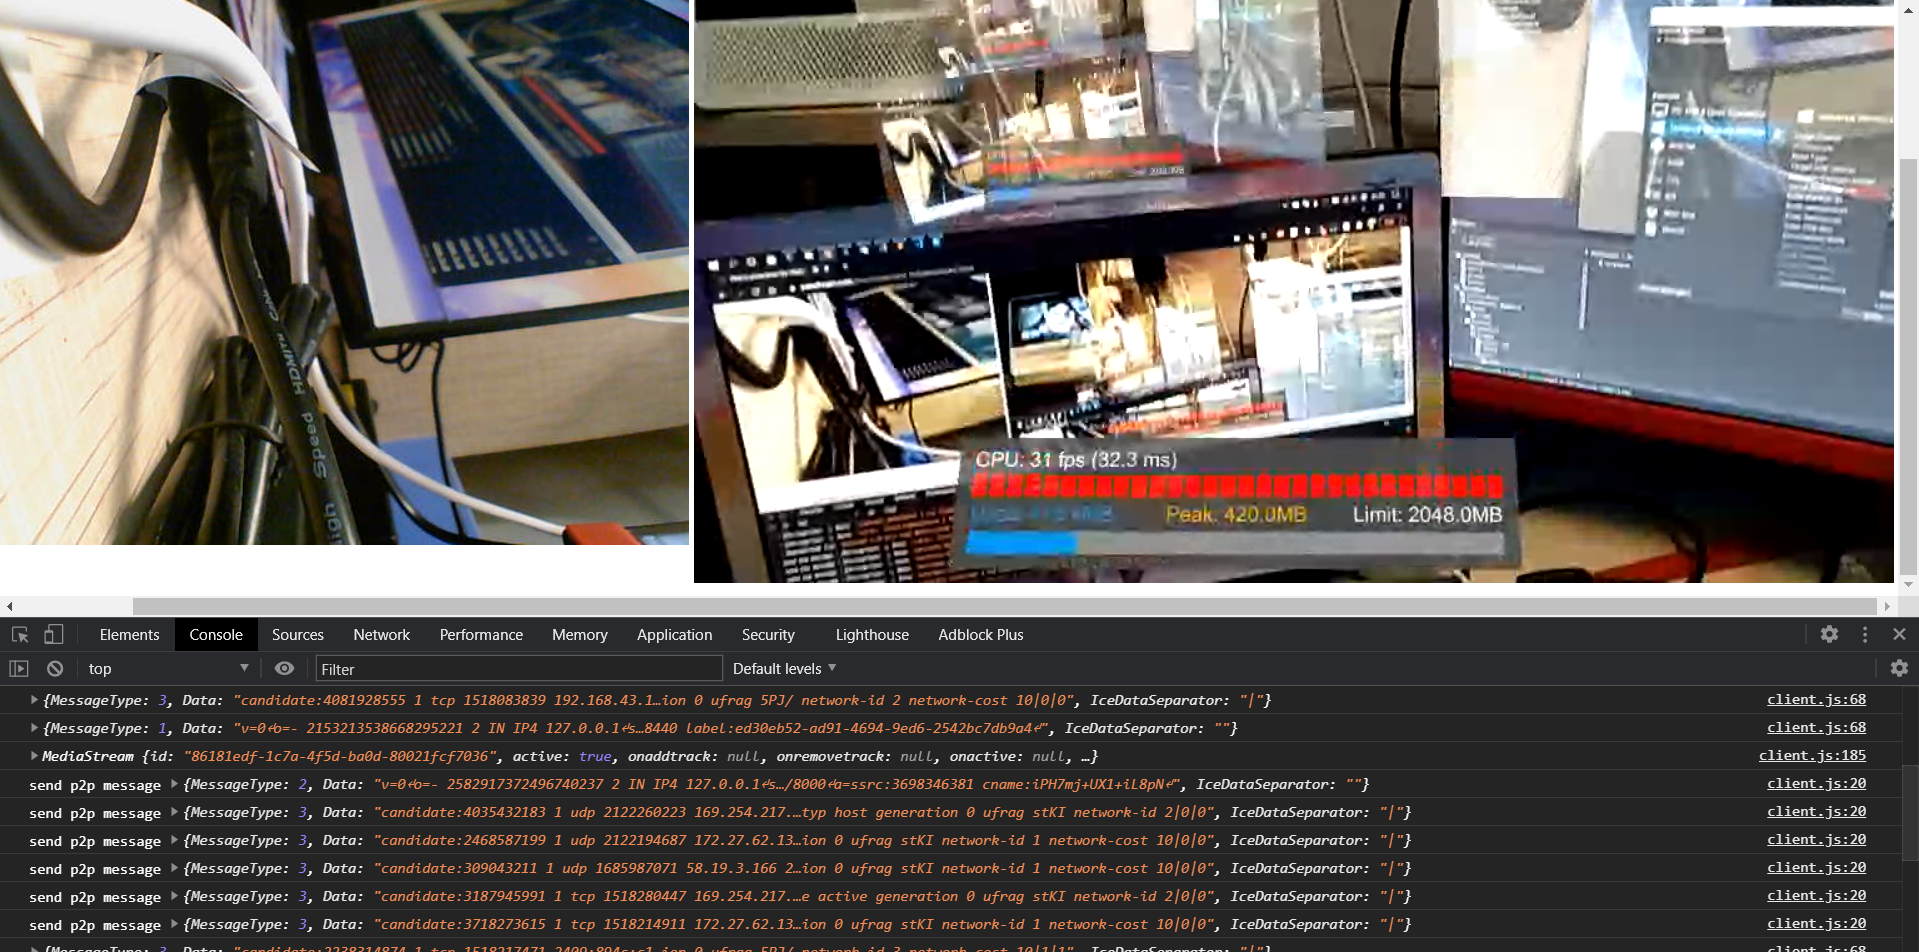 HDMItm CON
Speed
High
CPU: 31 fps (32.3 ms)
Peak: 420.0MB Limit: 2048.0MB
Elements Console Sources Network Performance Memory Application Security Lighthouse Adblock Plus
top Filter Default levels
{MessageType: 3, Data: "candidate:4081928555 1 tcp 1518083839 192.168.43.1…ion 0 ufrag 5PJ/ network-id 2 network-cost 10|0|0", IceDataSeparator: "|"} client.js:68
{MessageType: 1, Data: "v=0↵o=- 2153213538668295221 2 IN IP4 127.0.0.1↵s…8440 label:ed30eb52-ad91-4694-9ed6-2542bc7db9a4↵", IceDataSeparator: ""} client.js:68
MediaStream {id: "86181edf-1c7a-4f5d-ba0d-80021fcf7036", active: true, onaddtrack: null, onremovetrack: null, onactive: null, …} client.js:185
send p2p message {MessageType: 2, Data: "v=0↵o=- 2582917372496740237 2 IN IP4 127.0.0.1↵s…/8000↵a=ssrc:3698346381 cname:iPH7mj+UX1+iL8pN↵", IceDataSeparator: ""} client.js:20
send p2p message {MessageType: 3, Data: "candidate:4035432183 1 udp 2122260223 169.254.217.…typ host generation 0 ufrag stKI network-id 2|0|0", IceDataSeparator: "|"} client.js:20
send p2p message {MessageType: 3, Data: "candidate:2468587199 1 udp 2122194687 172.27.62.13…ion 0 ufrag stKI network-id 1 network-cost 10|0|0", IceDataSeparator: "|"} client.js:20
send p2p message {MessageType: 3, Data: "candidate:309043211 1 udp 1685987071 58.19.3.166 2…ion 0 ufrag stKI network-id 1 network-cost 10|0|0", IceDataSeparator: "|"} client.js:20
send p2p message {MessageType: 3, Data: "candidate:3187945991 1 tcp 1518280447 169.254.217.…e active generation 0 ufrag stKI network-id 2|0|0", IceDataSeparator: "|"} client.js:20
send p2p message {MessageType: 3, Data: "candidate:3718273615 1 tcp 1518214911 172.27.62.13…ion 0 ufrag stKI network-id 1 network-cost 10|0|0", IceDataSeparator: "|"} client.js:20
{MessageType: 3, Data: "candidate:2238314874 1 tcp 1518217471 2409:894c:c1…ion 0 ufrag 5PJ/ network-id 3 network-cost 10|1|1", IceDataSeparator: "|"} client.js:68